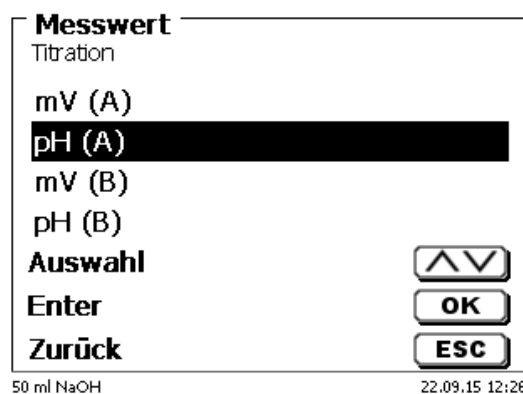 Messwert
Titration
mV (A)
pH (A)
mV (B)
pH (B)
Auswahl
Enter OK
Zurück ESC
50 ml NaOH 22.09.15 12:26